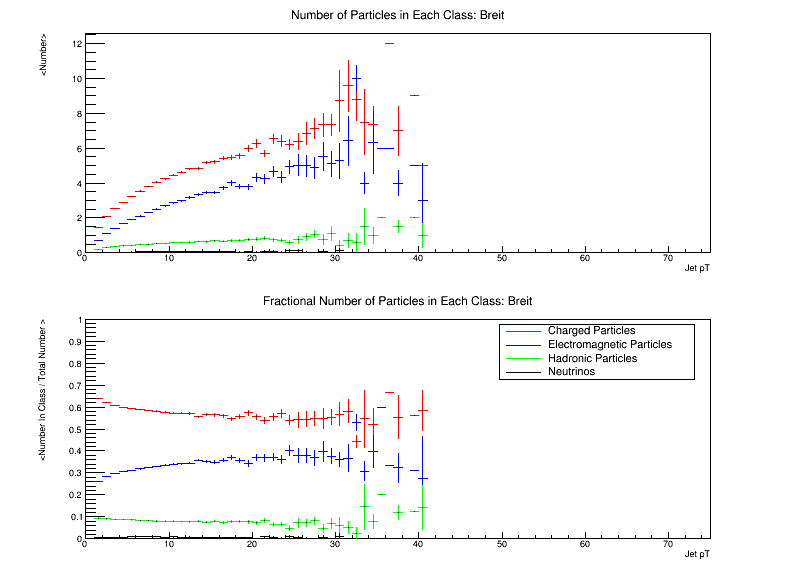 Number of Particles in Each Class: Breit
<Number>
12
10
8
6
4
2
0
0 10 20 30 40 50 60 70
Jet pT
Fractional Number of Particles in Each Class: Breit
<Number In Class / Total Number >
1
0.9
0.8
0.7
0.6
0.5
0.4
0.3
0.2
0.1
0
Charged Particles
Electromagnetic Particles
Hadronic Particles
Neutrinos
0 10 20 30 40 50 60 70
Jet pT